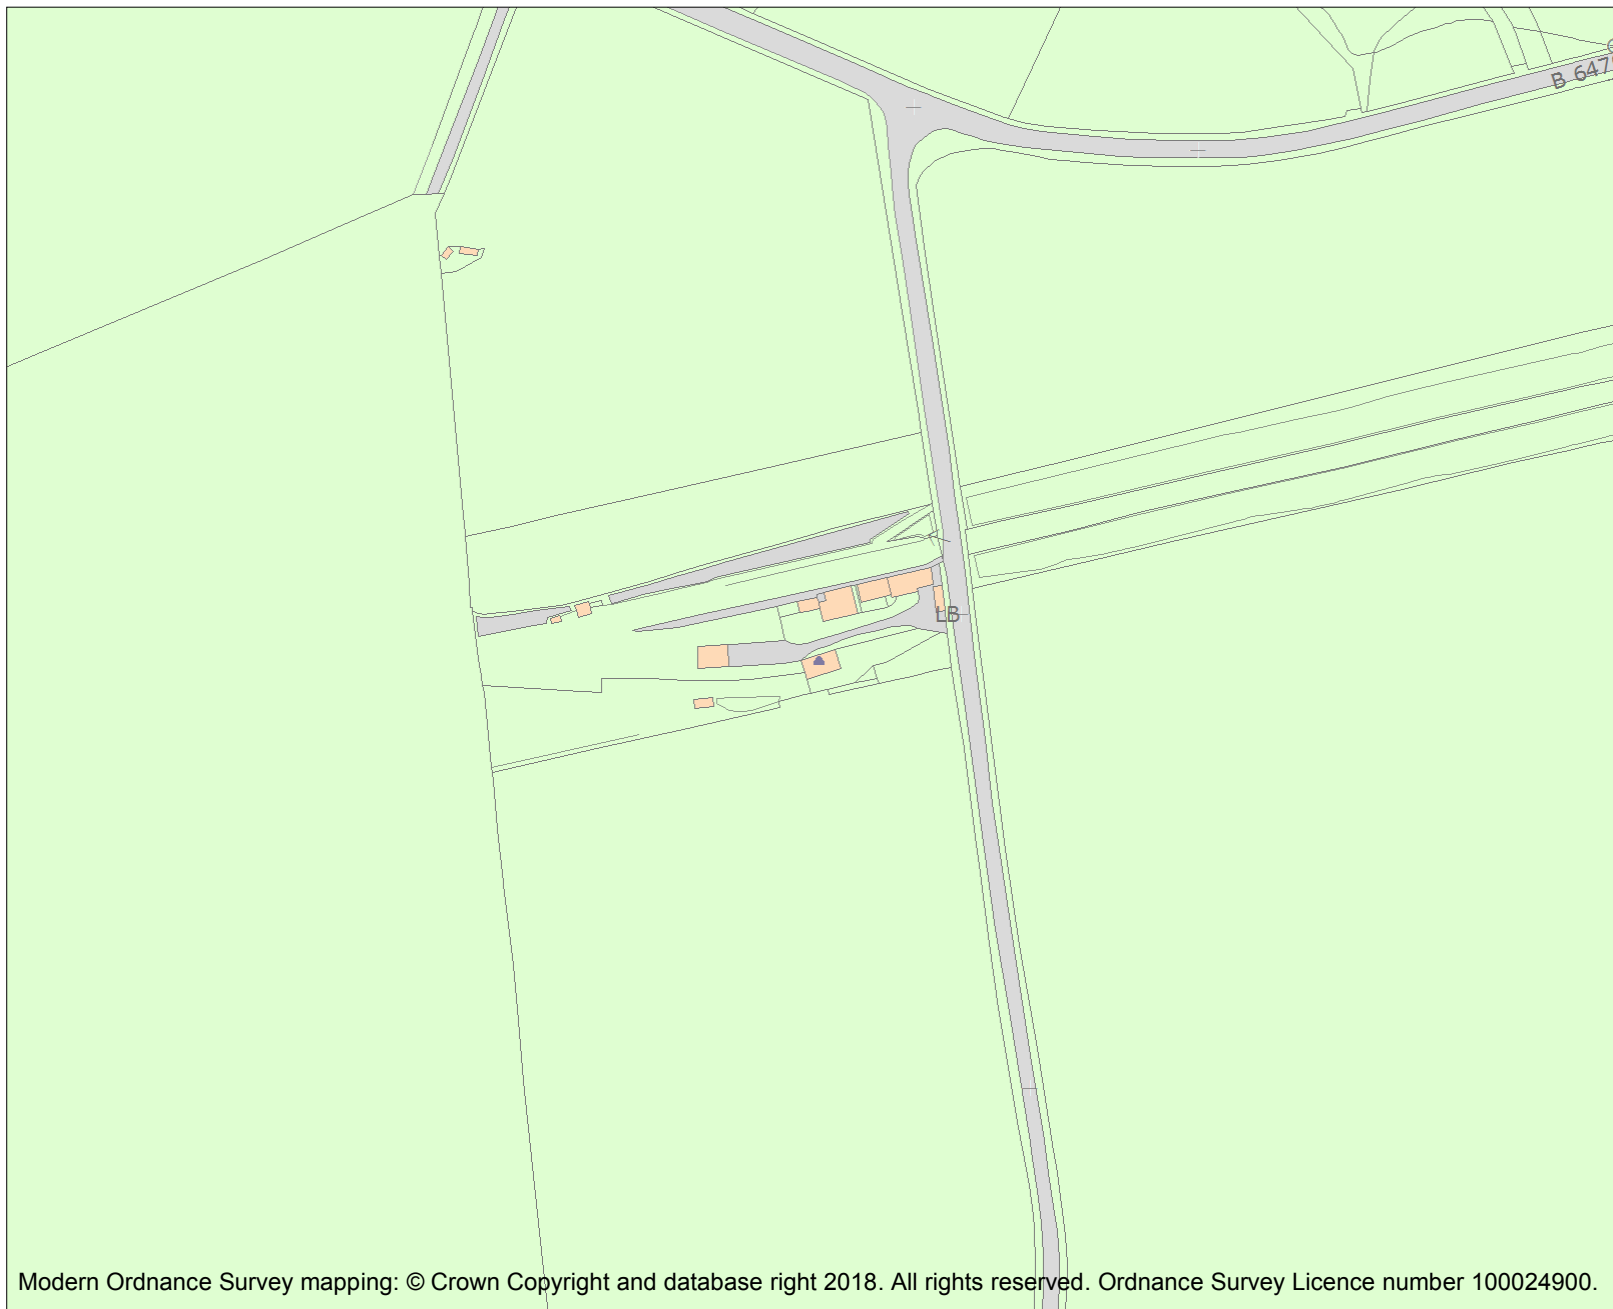 B 647
LB
Modern Ordnance Survey mapping: © Crown Copyright and database right 2018. All rights reserved. Ordnance Survey Licence number 100024900.